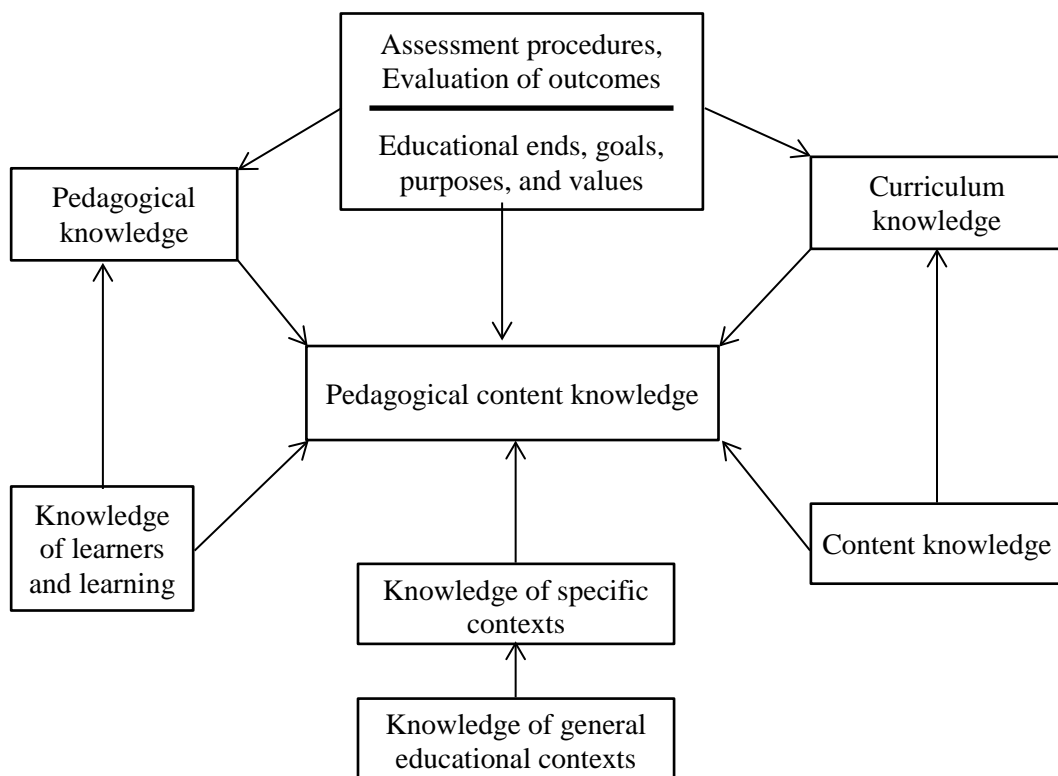 Assessment procedures,
Evaluation of outcomes
Educational ends, goals,
purposes, and values
Pedagogical
knowledge
Curriculum
knowledge
Pedagogical content knowledge
Knowledge
of learners
and learning
Content knowledge
Knowledge of specific
contexts
Knowledge of general
educational contexts